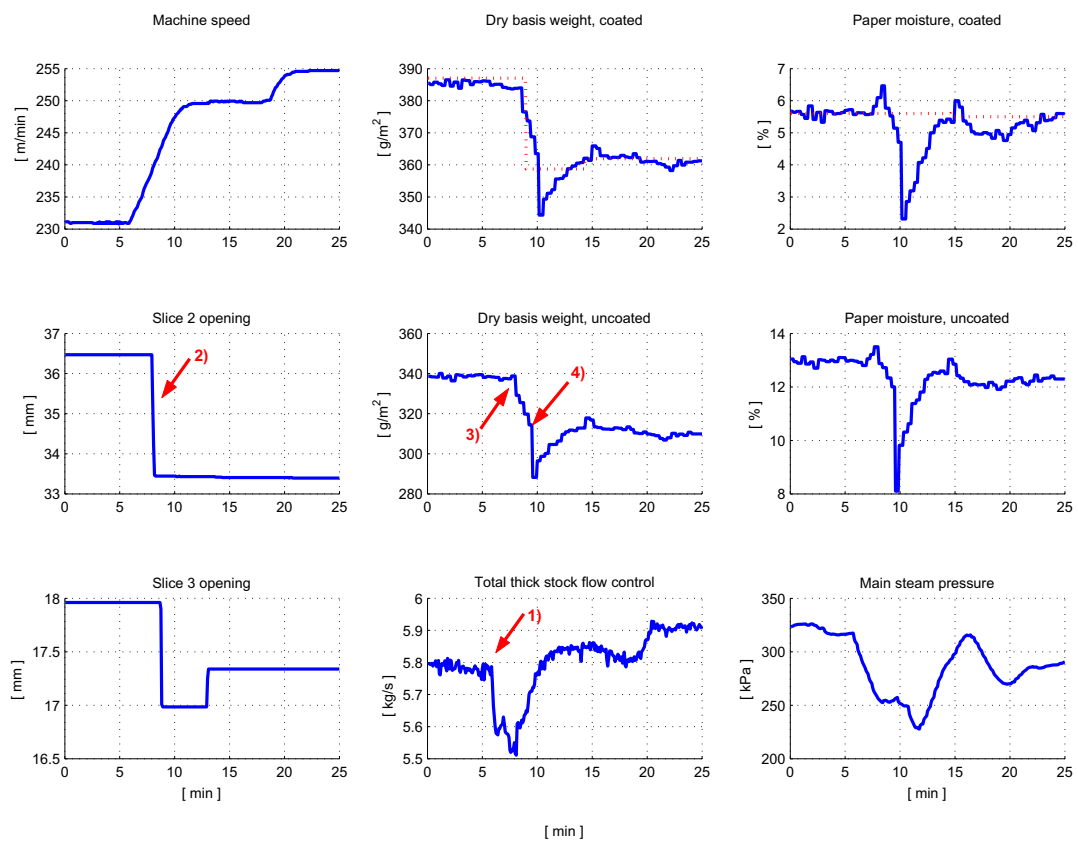 Machine speed
Dry basis weight, coated
Paper moisture, coated
255
250
245
240
235
230
0 5 10 15 20 25
[ m/min ]
390
380
370
360
350
340
0 5 10 15 20 25
[ g/m²
 ]
7
6
5
4
3
2
0 5 10 15 20 25
[ % ]
Slice 2 opening
Dry basis weight, uncoated
Paper moisture, uncoated
37
36
35
34
33
0 5 10 15 20 25
[ mm ]
2)
360
340
320
300
280
0 5 10 15 20 25
[ g/m²
 ]
3)
4)
14
12
10
8
0 5 10 15 20 25
[ % ]
Slice 3 opening
Total thick stock flow control
Main steam pressure
18
17.5
17
16.5
0 5 10 15 20 25
[ mm ]
[ min ]
6
5.9
5.8
5.7
5.6
5.5
0 5 10 15 20 25
[ kg/s ]
1)
350
300
250
200
0 5 10 15 20 25
[ kPa ]
[ min ]
[ min ]